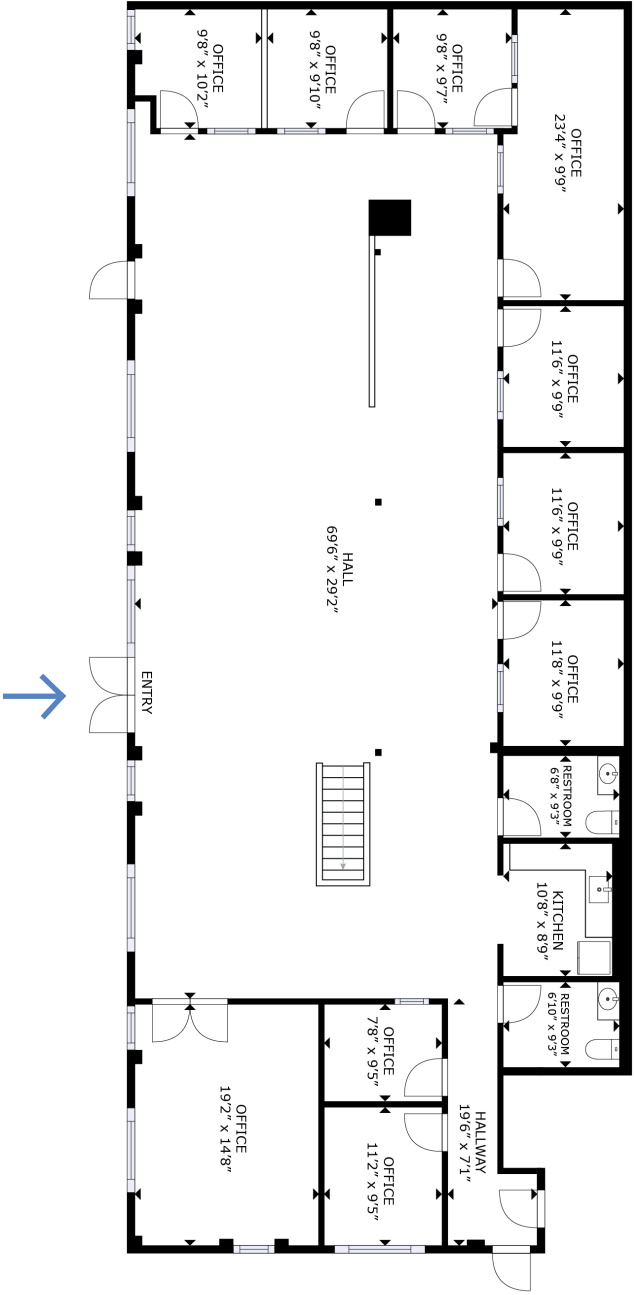 OFFICE
9'8" x 10'2"
OFFICE
9'8" x 9'10"
OFFICE
9'8" x 9'7"
OFFICE
23'4" x 9'9"
OFFICE
11'6" x 9'9"
OFFICE
11'6" x 9'9"
HALL
69'6" x 29'2"
OFFICE
11'8" x 9'9"
ENTRY
RESTROOM
6'8" x 9'3"
KITCHEN
10'8" x 8'9"
RESTROOM
6'10" x 9'3"
OFFICE
7'8" x 9'5"
OFFICE
19'2" x 14'8"
OFFICE
11'2" x 9'5"
HALLWAY
19'6" x 7'1"